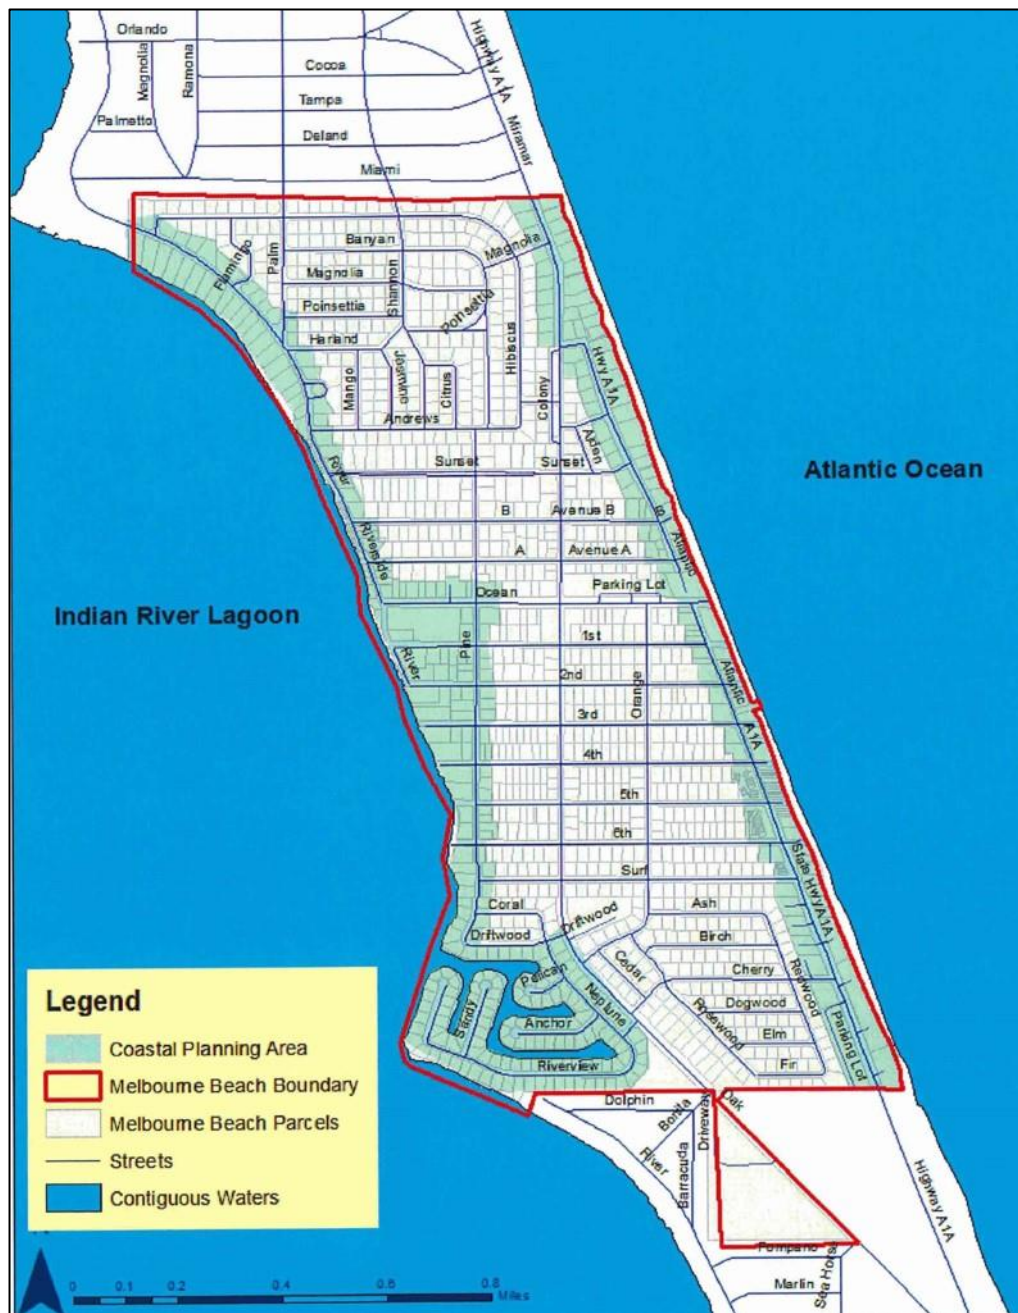 Orlando
Highway A1A
Magnolia
Ramona
Cocoa
Tampa
Palmetto
Deland
Miramar
Miami
Banyan
Magnolia
Flamingo
Palm
Magnolia
Shannon
Poinsettia
Poinsettia
Harland
Hibiscus
Hwy A1A
Mango
Jesmine
Citrus
Colony
Andrews
Alden
River
Sunset
Sunset
Atlantic Ocean
B
Avenue B
Riverside
A
Avenue A
Atlantic
Ocean
Parking Lot
Indian River Lagoon
Pine
1st
River
2nd
Orange
Atlantic
3rd
A1A
4th
5th
6th
State Hwy A1A
Surf
Coral
Driftwood
Ash
Driftwood
Birch
Cedar
Pelican
Cherry
Redwood
Neptune
Sandy
Dogwood
Anchor
Rosewood
Elm
Parking Lot
Riverview
Fir
Legend
Coastal Planning Area
Melbourne Beach Boundary
Melbourne Beach Parcels
Streets
Contiguous Waters
Dolphin
Bonita
Driveway
Oak
River
Barracuda
Highway A1A
Pompano
Sea Horse
Marlin
0 0.1 0.2 0.4 0.6 0.8
Miles